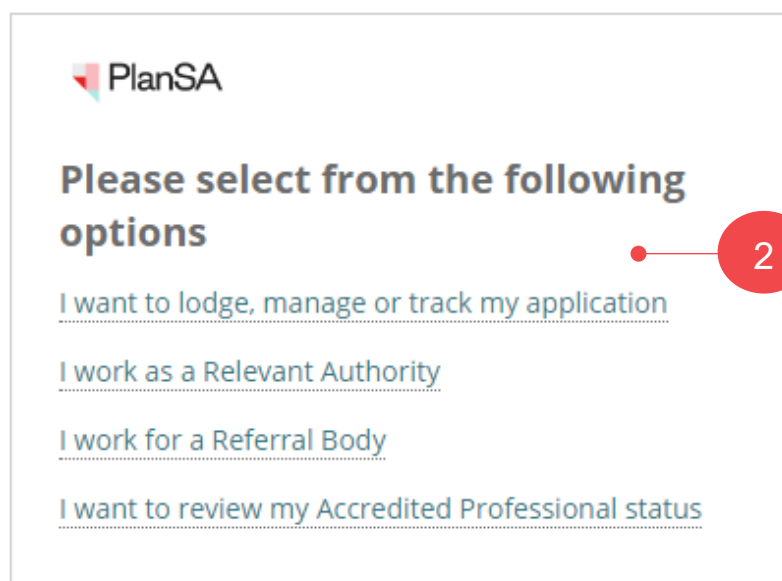 PlanSA
Please select from the following
options
2
I want to lodge, manage or track my application
I work as a Relevant Authority
I work for a Referral Body
I want to review my Accredited Professional status